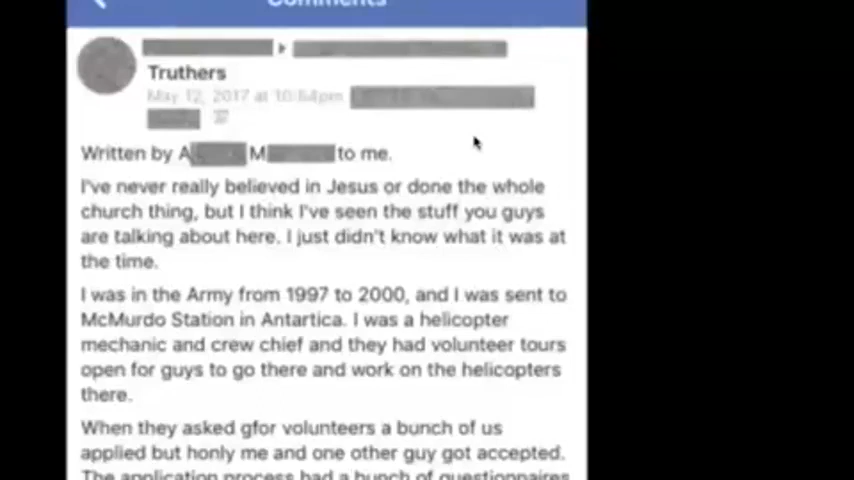 Comments
Truthers
May 12, 2017 at 10:54pm
Written by A M to me.
I've never really believed in Jesus or done the whole
church thing, but I think I've seen the stuff you guys
are talking about here. I just didn't know what it was at
the time.
I was in the Army from 1997 to 2000, and I was sent to
McMurdo Station in Antartica. I was a helicopter
mechanic and crew chief and they had volunteer tours
open for guys to go there and work on the helicopters
there.
When they asked gfor volunteers a bunch of us
applied but honly me and one other guy got accepted.
The application process had a bunch of questionnaires